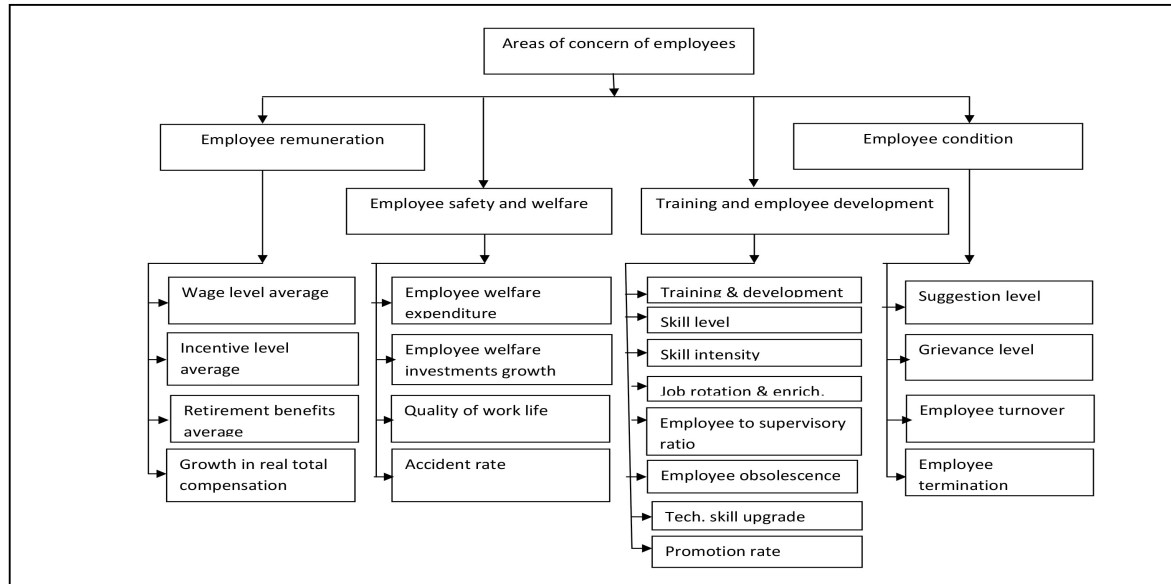 Areas of concern of employees
Employee remuneration
Employee condition
Employee safety and welfare
Training and employee development
Wage level average
Incentive level
average
Retirement benefits
average
Growth in real total
compensation
Employee welfare
expenditure
Employee welfare
investments growth
Quality of work life
Accident rate
Training & development
Skill level
Skill intensity
Job rotation & enrich.
Employee to supervisory
ratio
Employee obsolescence
Tech. skill upgrade
Promotion rate
Suggestion level
Grievance level
Employee turnover
Employee
termination